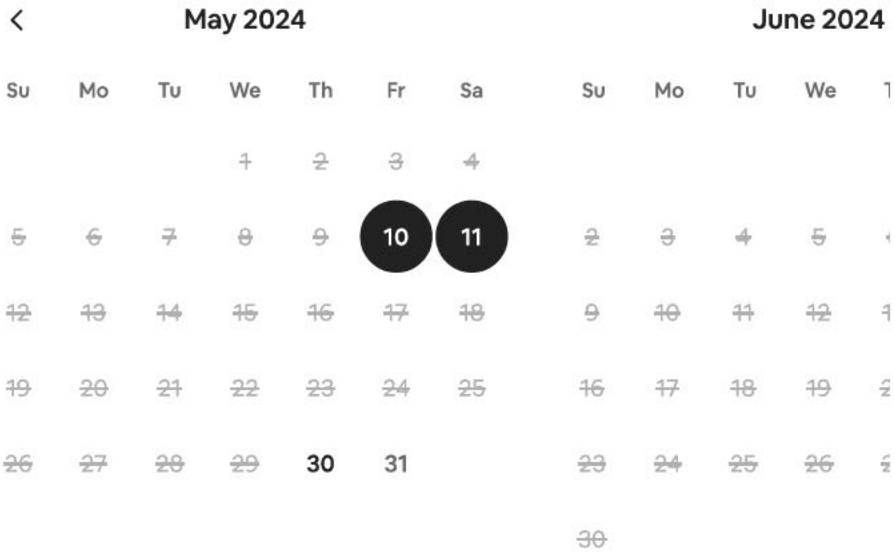 May 2024
Su Mo Tu We Th Fr Sa
1 2 3 4
5 6 7 8 9 10 11
12 13 14 15 16 17 18
19 20 21 22 23 24 25
26 27 28 29 30 31
June 2024
Su Mo Tu We
2 3 4 5
9 10 11 12
16 17 18 19
23 24 25 26
30